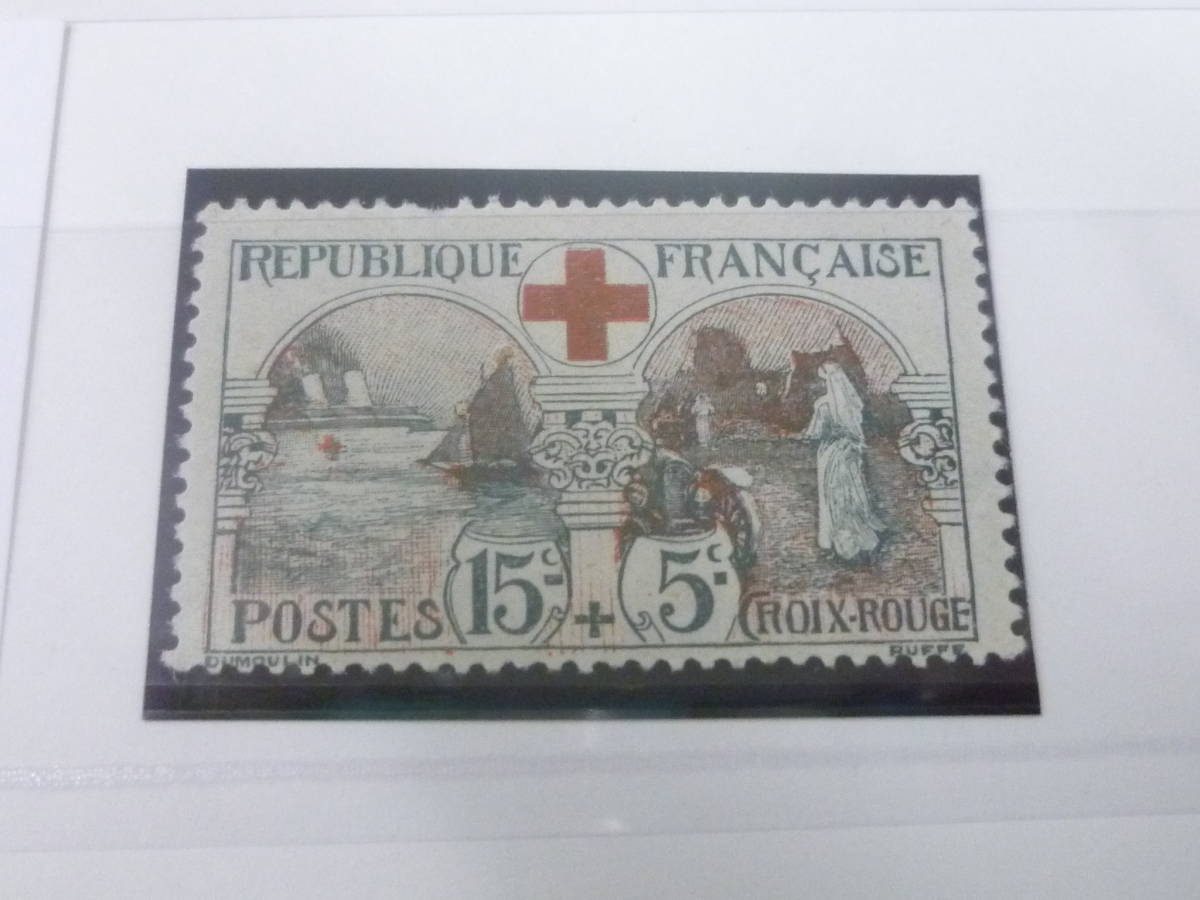 REPUBLIQUE FRANÇAISE
POSTES 15c + 5c CROIX-ROUGE
DUMOULIN RUFFE